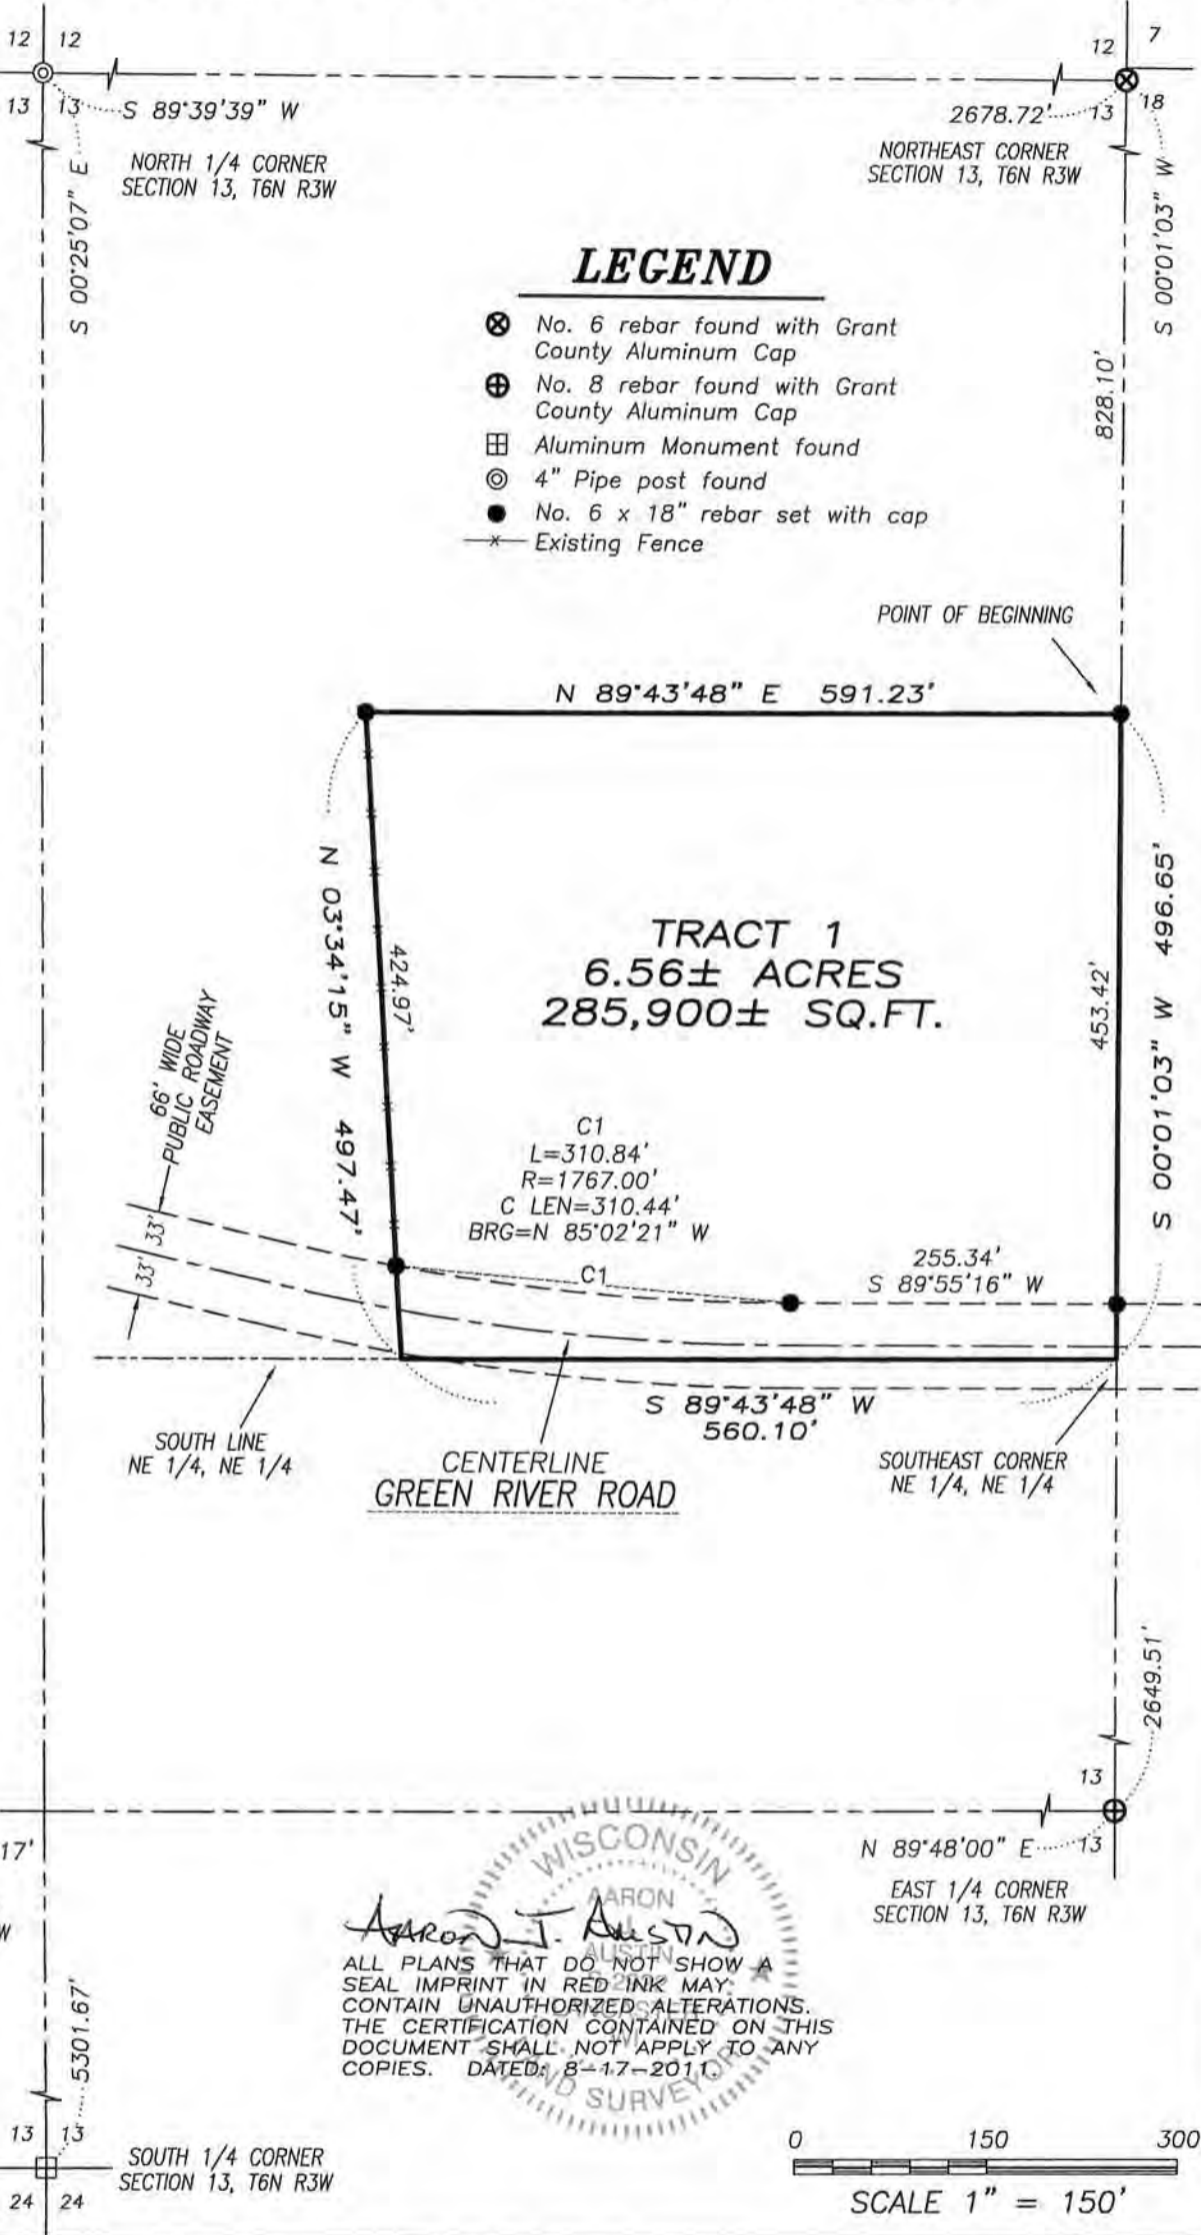 12 12
12 7
13 13
S 89°39'39" W
2678.72'
13 18
NORTH 1/4 CORNER
SECTION 13, T6N R3W
NORTHEAST CORNER
SECTION 13, T6N R3W
S 00°25'07" E
S 00°01'03" W
828.10'
LEGEND
No. 6 rebar found with Grant
County Aluminum Cap
No. 8 rebar found with Grant
County Aluminum Cap
Aluminum Monument found
4" Pipe post found
No. 6 x 18" rebar set with cap
Existing Fence
POINT OF BEGINNING
N 89°43'48" E 591.23'
N 03°34'15" W 497.47'
424.97'
TRACT 1
6.56± ACRES
285,900± SQ.FT.
453.42'
S 00°01'03" W 496.65'
66' WIDE
PUBLIC ROADWAY
EASEMENT
C1
L=310.84'
R=1767.00'
C LEN=310.44'
BRG=N 85°02'21" W
33' 33'
C1
255.34'
S 89°55'16" W
S 89°43'48" W
560.10'
SOUTH LINE
NE 1/4, NE 1/4
CENTERLINE
GREEN RIVER ROAD
SOUTHEAST CORNER
NE 1/4, NE 1/4
2649.51'
13
17'
N 89°48'00" E
13
EAST 1/4 CORNER
SECTION 13, T6N R3W
W
WISCONSIN
AARON
J.
AUSTIN
LANCASTER
WI
LAND SURVEYOR
Aaron J. Austin
ALL PLANS THAT DO NOT SHOW A
SEAL IMPRINT IN RED INK MAY
CONTAIN UNAUTHORIZED ALTERATIONS.
THE CERTIFICATION CONTAINED ON THIS
DOCUMENT SHALL NOT APPLY TO ANY
COPIES. DATED: 8-17-2011.
5301.67'
13 13
SOUTH 1/4 CORNER
SECTION 13, T6N R3W
24 24
0 150 300
SCALE 1" = 150'